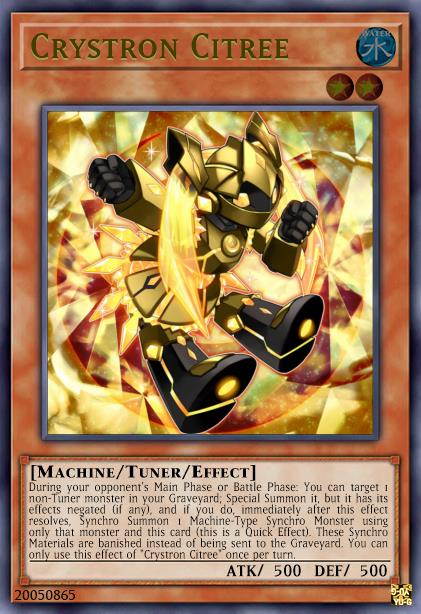 Crystron Citree
WATER
水
[Machine/Tuner/Effect]
During your opponent's Main Phase or Battle Phase: You can target 1
non-Tuner monster in your Graveyard; Special Summon it, but it has its
effects negated (if any), and if you do, immediately after this effect
resolves, Synchro Summon 1 Machine-Type Synchro Monster using
only that monster and this card (this is a Quick Effect). These Synchro
Materials are banished instead of being sent to the Graveyard. You can
only use this effect of "Crystron Citree" once per turn.
ATK/ 500 DEF/ 500
20050865